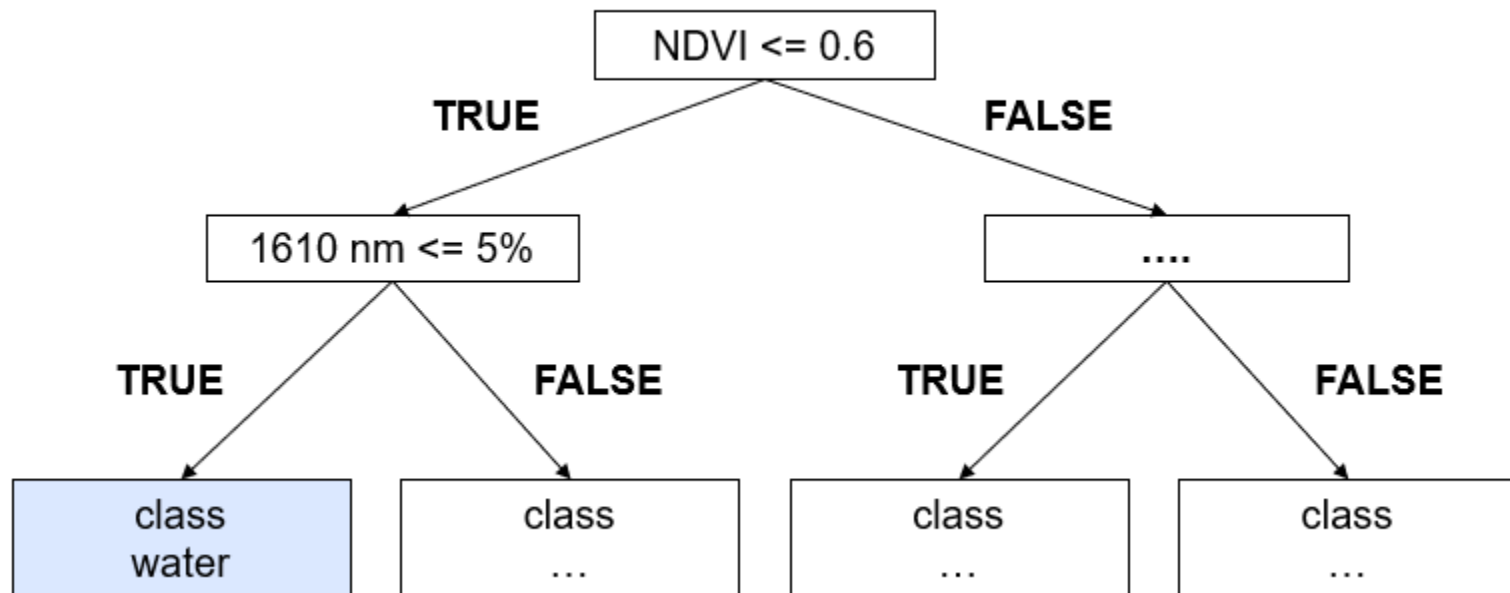 NDVI <= 0.6
TRUE
FALSE
1610 nm <= 5%
....
TRUE
FALSE
TRUE
FALSE
class
water
class
...
class
...
class
...